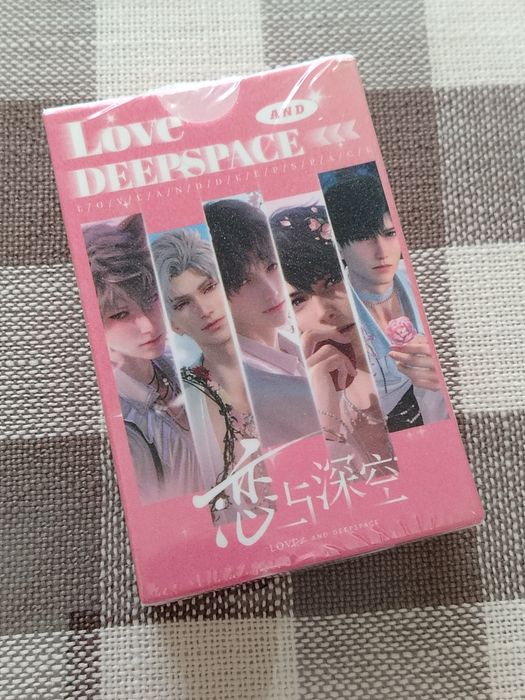 Love
AND
DEEPSPACE
L/O/V/E/A/N/D/D/E/E/P/S/P/A/C/E
恋与深空
LOVE AND DEEPSPACE